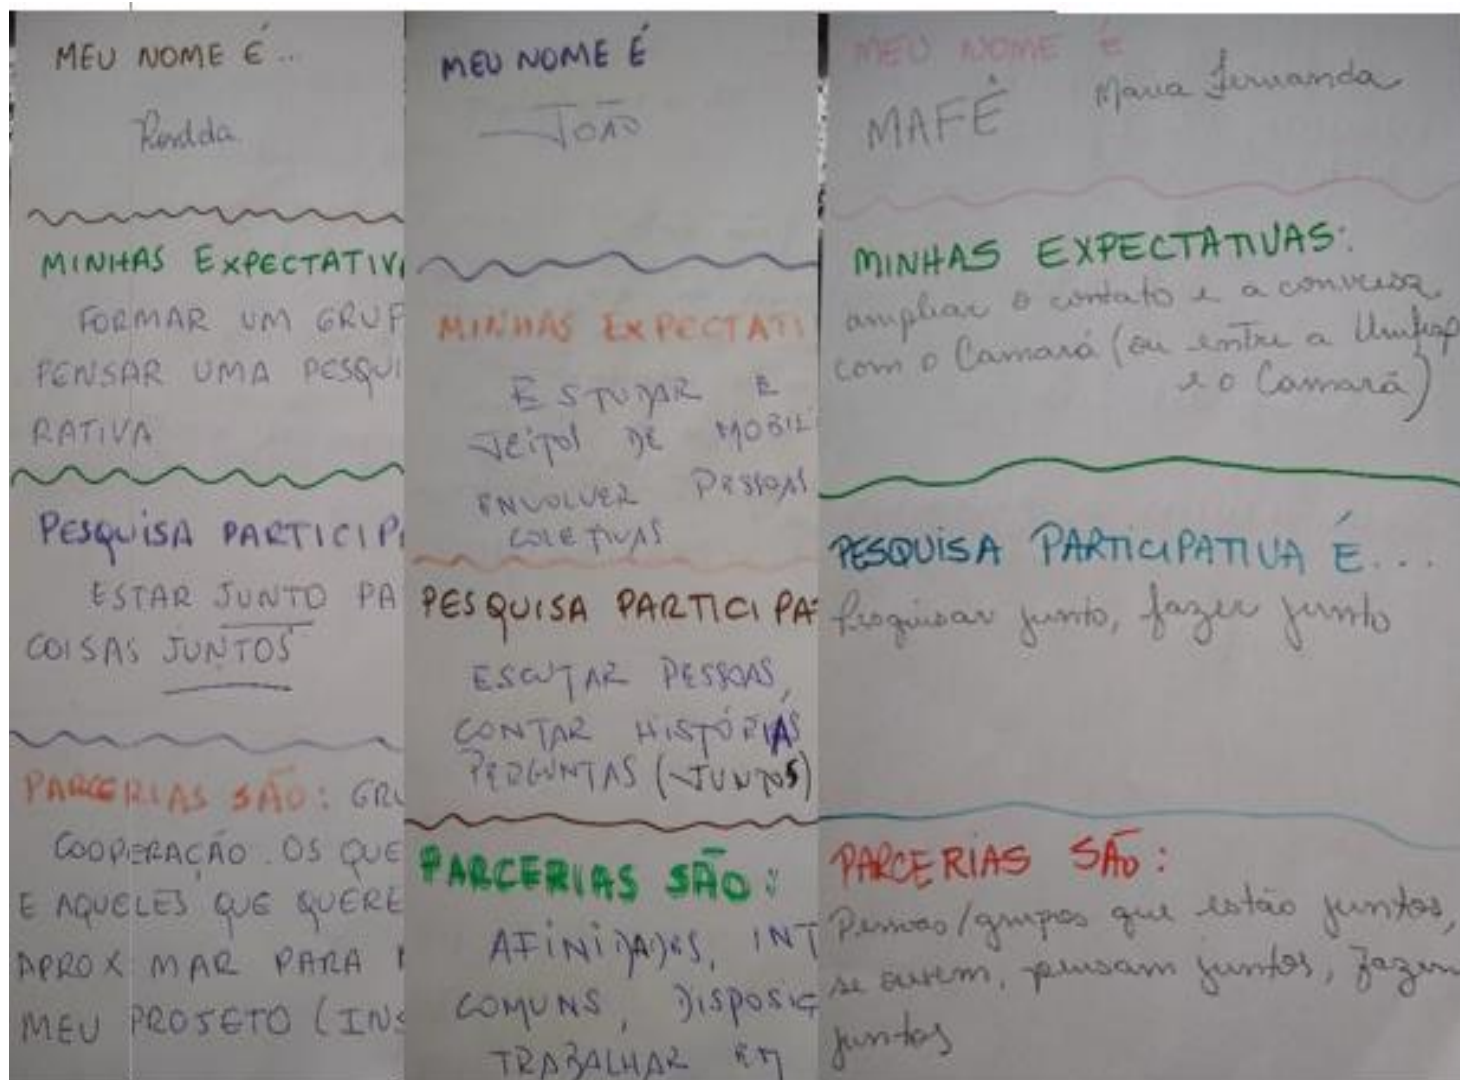 MEU NOME É...
MINHAS EXPECTATIV
FORMAR UM GRUP
PENSAR UMA PESQUI
RATIVA
PESQUISA PARTICIP
ESTAR JUNTO PA
COISAS JUNTOS
PARCERIAS SÃO: GRU
COOPERAÇÃO. OS QUE
E AQUELES QUE QUERE
APROXIMAR PARA
MEU PROJETO (INS
MEU NOME É
JOÃO
MINHAS EXPECTATI
ESTUDAR E
JEITOS DE MOBIL
ENVOLVER PESSOAS
COLETIVAS
PESQUISA PARTICIPA
ESCUTAR PESSOAS,
CONTAR HISTÓRIAS
PERGUNTAS (JUNTOS)
PARCERIAS SÃO:
AFINIDADES, INT
COMUNS, DISPOSIÇ
TRABALHAR EM
MEU NOME É
MAFÊ Maria Fernanda
MINHAS EXPECTATIVAS:
ampliar o contato e a conversa
com o Camará (ou entre a Unifesp
e o Camará)
PESQUISA PARTICIPATIVA É...
Pesquisar junto, fazer junto
PARCERIAS SÃO:
Pessoas/grupos que estão juntos,
se ouvem, pensam juntos, fazem
juntos